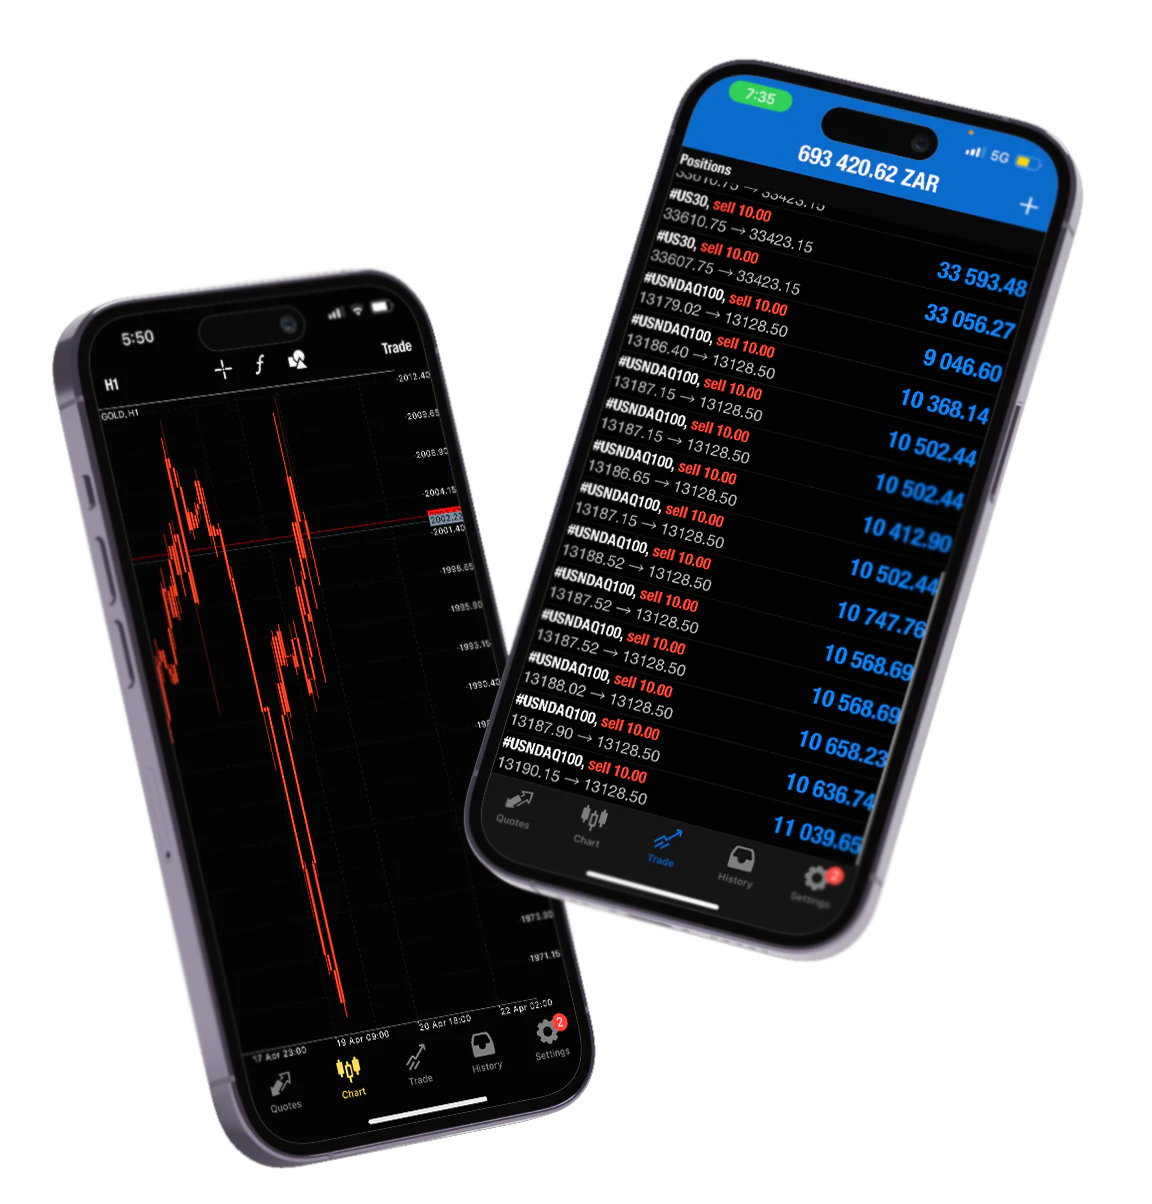 5:50
H1
Trade
GOLD, H1
2012.40
2009.65
2006.90
2004.15
2002.22
2001.40
1998.65
1995.90
1993.15
1990.40
1973.90
1971.15
17 Apr 23:00 19 Apr 09:00 20 Apr 18:00 22 Apr 02:00
2
Quotes Chart Trade History Settings
7:35
5G
693 420.62 ZAR
Positions
33610.75 → 33423.15
#US30, sell 10.00
33610.75 → 33423.15 33 593.48
#US30, sell 10.00
33607.75 → 33423.15 33 056.27
#USNDAQ100, sell 10.00
13179.02 → 13128.50 9 046.60
#USNDAQ100, sell 10.00
13186.40 → 13128.50 10 368.14
#USNDAQ100, sell 10.00
13187.15 → 13128.50 10 502.44
#USNDAQ100, sell 10.00
13187.15 → 13128.50 10 502.44
#USNDAQ100, sell 10.00
13186.65 → 13128.50 10 412.90
#USNDAQ100, sell 10.00
13187.15 → 13128.50 10 502.44
#USNDAQ100, sell 10.00
13188.52 → 13128.50 10 747.76
#USNDAQ100, sell 10.00
13187.52 → 13128.50 10 568.69
#USNDAQ100, sell 10.00
13187.52 → 13128.50 10 568.69
#USNDAQ100, sell 10.00
13188.02 → 13128.50 10 658.23
#USNDAQ100, sell 10.00
13187.90 → 13128.50 10 636.74
#USNDAQ100, sell 10.00
13190.15 → 13128.50 11 039.65
2
Quotes Chart Trade History Settings